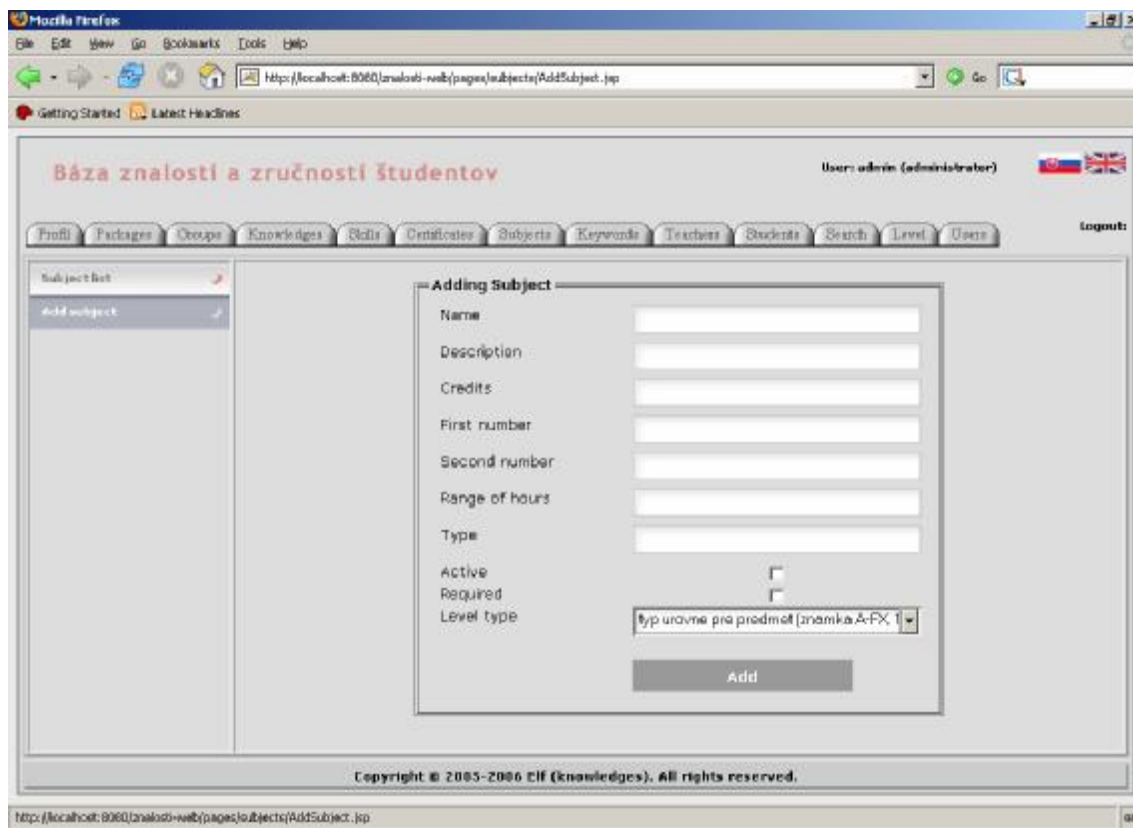 Mozilla Firefox
File Edit View Go Bookmarks Tools Help
http://localhost:8080/znalosti-web/pages/subjects/AddSubject.jsp Go
Getting Started Latest Headlines
Báza znalostí a zručností študentov
User: admin (administrator)
Profil Packages Groups Knowledges Skills Certificates Subjects Keywords Teachers Students Search Level Users
Logout
Subject list
Add subject
Adding Subject
Name
Description
Credits
First number
Second number
Range of hours
Type
Active
Required
Level type typ urovne pre predmet (znamka A-FX, 1
Add
Copyright © 2005-2006 Elf (knowledges). All rights reserved.
http://localhost:8080/znalosti-web/pages/subjects/AddSubject.jsp